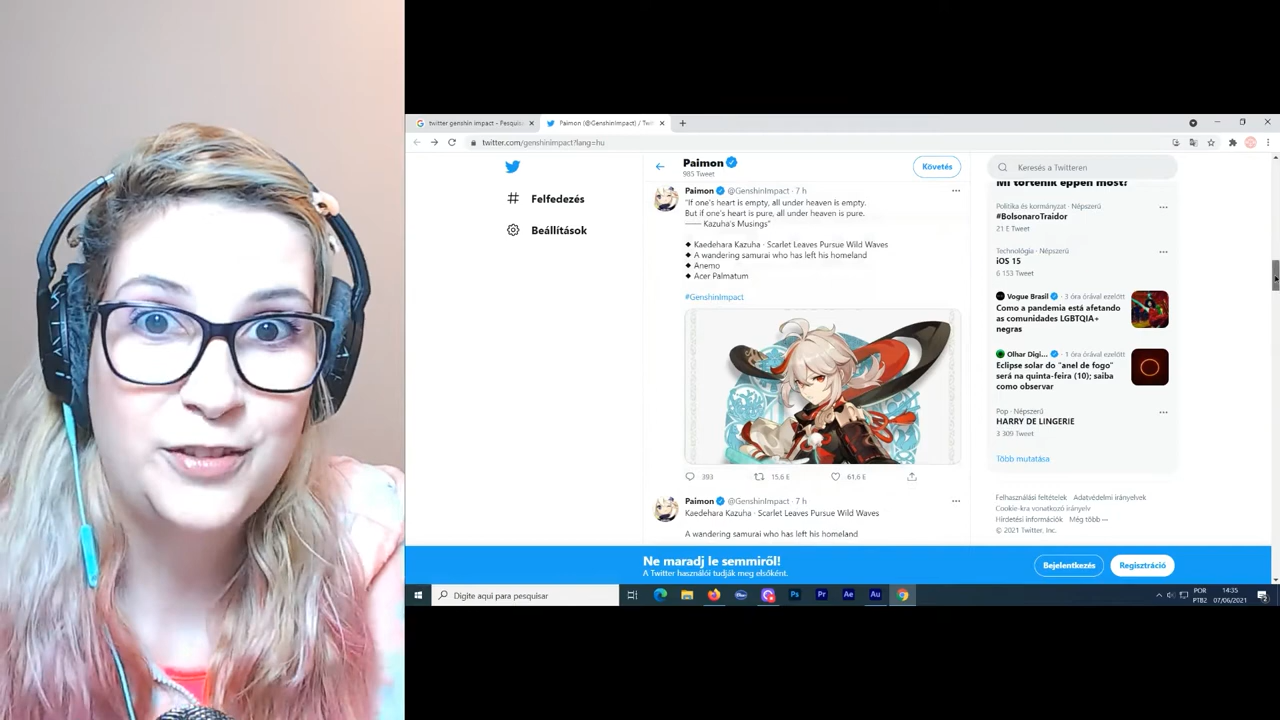 twitter genshin impact - Pesquis
Paimon (@GenshinImpact) / Twi
twitter.com/genshinimpact?lang=hu
Felfedezés
Beállítások
Paimon
985 Tweet
Követés
Paimon @GenshinImpact · 7 h
"If one's heart is empty, all under heaven is empty.
But if one's heart is pure, all under heaven is pure.
—— Kazuha's Musings"
◆ Kaedehara Kazuha · Scarlet Leaves Pursue Wild Waves
◆ A wandering samurai who has left his homeland
◆ Anemo
◆ Acer Palmatum
#GenshinImpact
393 15,6 E 61,6 E
Paimon @GenshinImpact · 7 h
Kaedehara Kazuha · Scarlet Leaves Pursue Wild Waves
A wandering samurai who has left his homeland
Keresés a Twitteren
Mi történik éppen most?
Politika és kormányzat · Népszerű
#BolsonaroTraidor
21 E Tweet
Technológia · Népszerű
iOS 15
6 153 Tweet
Vogue Brasil · 3 óra órával ezelőtt
Como a pandemia está afetando
as comunidades LGBTQIA+
negras
Olhar Digi... · 1 óra órával ezelőtt
Eclipse solar do "anel de fogo"
será na quinta-feira (10); saiba
como observar
Pop · Népszerű
HARRY DE LINGERIE
3 309 Tweet
Több mutatása
Felhasználási feltételek Adatvédelmi irányelvek
Cookie-kra vonatkozó irányelv
Hirdetési információk Még több ···
© 2021 Twitter, Inc.
Ne maradj le semmiről!
A Twitter használói tudják meg elsőként.
Bejelentkezés
Regisztráció
Digite aqui para pesquisar
Ps Pr Ae Au
POR
PTB2
14:35
07/06/2021